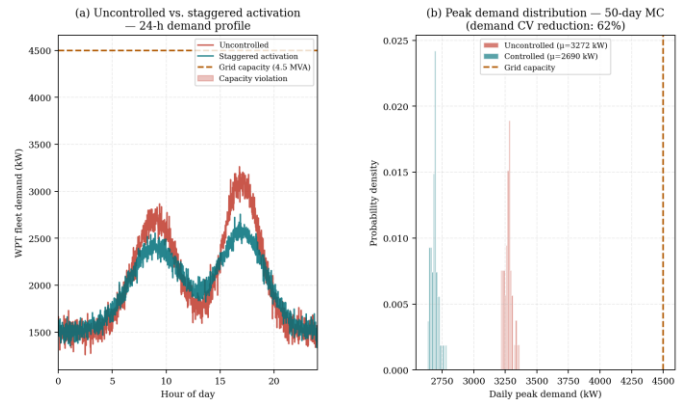 (a) Uncontrolled vs. staggered activation
— 24-h demand profile
4500
4000
3500
3000
2500
2000
1500
WPT fleet demand (kW)
Uncontrolled
Staggered activation
Grid capacity (4.5 MVA)
Capacity violation
0 5 10 15 20
Hour of day
(b) Peak demand distribution — 50-day MC
(demand CV reduction: 62%)
0.025
0.020
0.015
0.010
0.005
0.000
Probability density
Uncontrolled (μ=3272 kW)
Controlled (μ=2690 kW)
Grid capacity
2750 3000 3250 3500 3750 4000 4250 4500
Daily peak demand (kW)